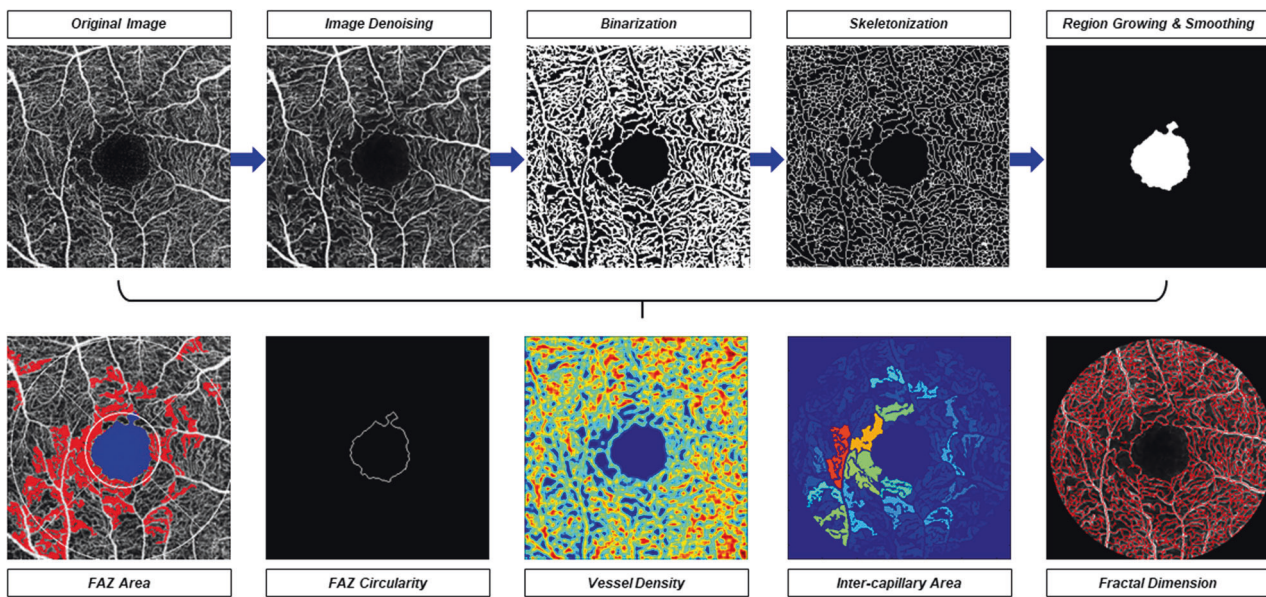 Original Image
Image Denoising
Binarization
Skeletonization
Region Growing & Smoothing
FAZ Area
FAZ Circularity
Vessel Density
Inter-capillary Area
Fractal Dimension